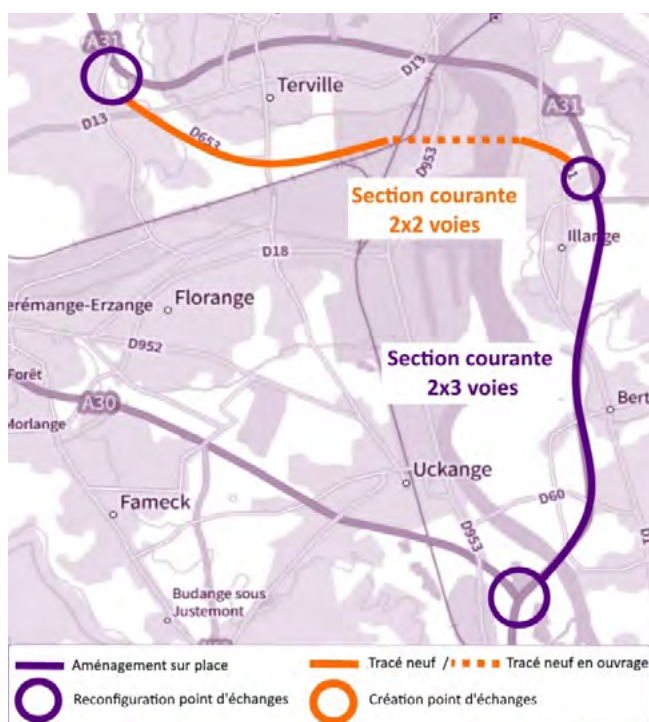 A31
D13
Terville
A31
D13
D653
D953
Section courante
2x2 voies
Illange
D18
erémange-Erzange
Florange
D952
Section courante
2x3 voies
Forêt
A30
Morlange
Bert
Uckange
Fameck
D60
D953
D1
Budange sous
Justemont
Aménagement sur place
Tracé neuf / Tracé neuf en ouvrage
Reconfiguration point d'échanges
Création point d'échanges